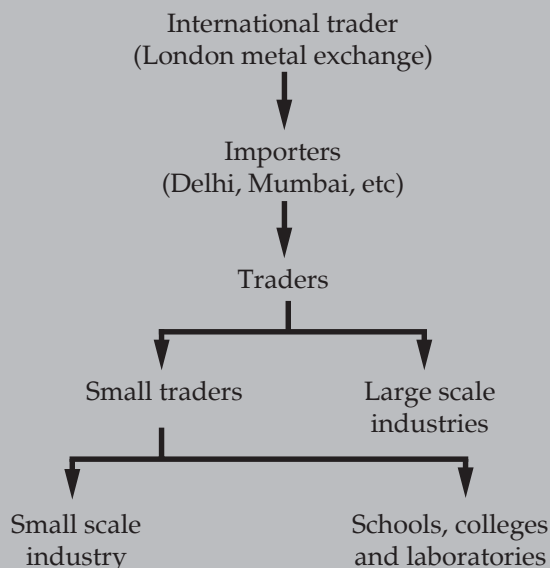 International trader
(London metal exchange)
Importers
(Delhi, Mumbai, etc)
Traders
Small traders
Large scale
industries
Small scale
industry
Schools, colleges
and laboratories